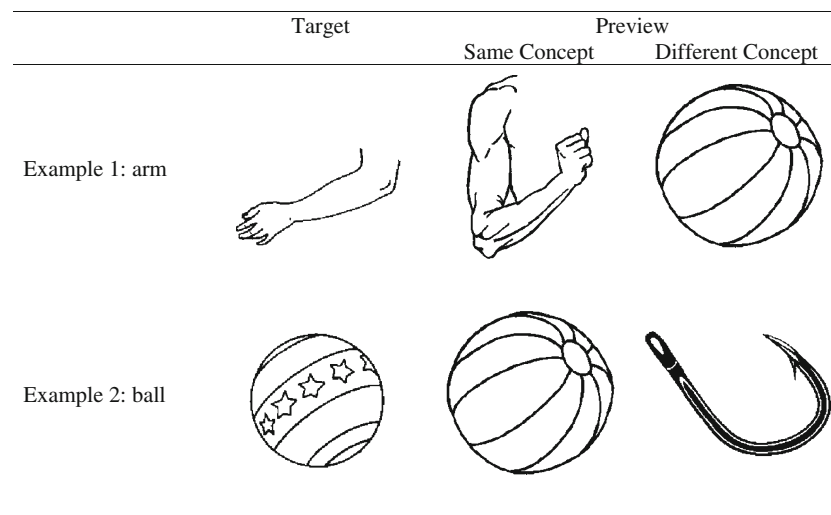 Target Preview
Same Concept Different Concept
Example 1: arm
Example 2: ball